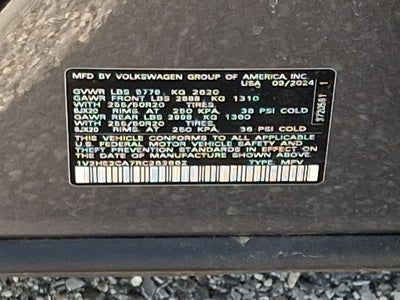 MFD BY VOLKSWAGEN GROUP OF AMERICA, INC.
USA 09/2024
GVWR LBS 5776 KG 2620
GAWR FRONT LBS 2888 KG 1310
WITH 255/50R20 TIRES,
8JX20 RIMS, AT 250 KPA, 36 PSI COLD
GAWR REAR LBS KG
WITH 255/50R20 TIRES,
8JX20 RIMS, AT 250 KPA, 36 PSI COLD
THIS VEHICLE CONFORMS TO ALL APPLICABLE
U.S. FEDERAL MOTOR VEHICLE SAFETY AND
THEFT PREVENTION STANDARDS IN EFFECT ON THE
DATE OF MANUFACTURE SHOWN ABOVE.
TYPE: MPV